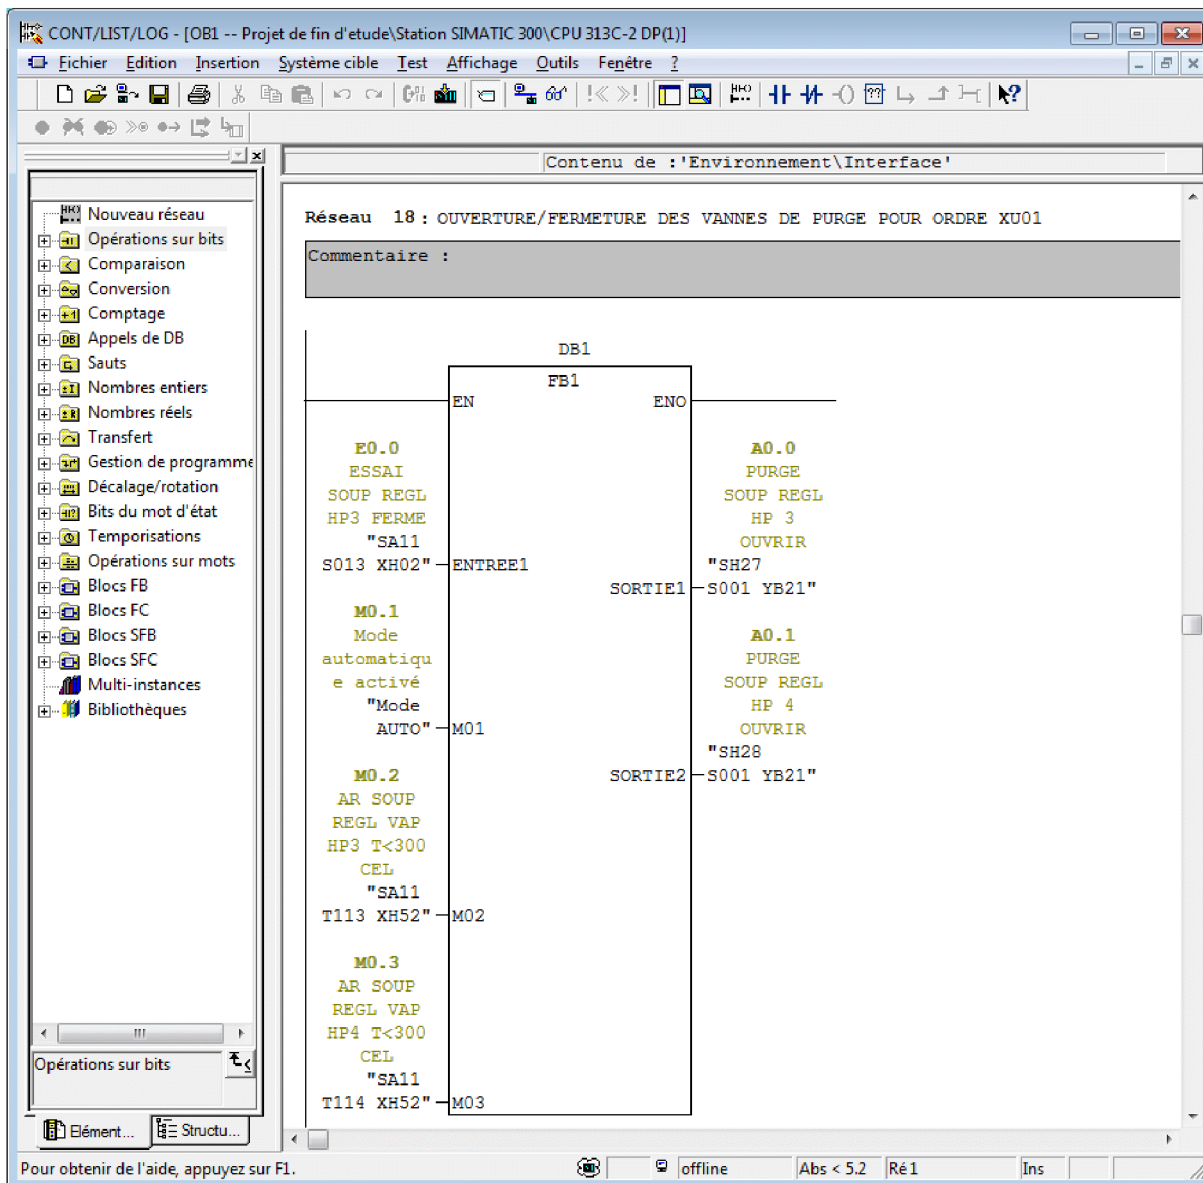 CONT/LIST/LOG - [OB1 -- Projet de fin d'etude\Station SIMATIC 300\CPU 313C-2 DP(1)]
Fichier Edition Insertion Système cible Test Affichage Outils Fenêtre ?
Contenu de :'Environnement\Interface'
Nouveau réseau
Opérations sur bits
Comparaison
Conversion
Comptage
Appels de DB
Sauts
Nombres entiers
Nombres réels
Transfert
Gestion de programme
Décalage/rotation
Bits du mot d'état
Temporisations
Opérations sur mots
Blocs FB
Blocs FC
Blocs SFB
Blocs SFC
Multi-instances
Bibliothèques
Opérations sur bits
Elément...
Structu...
Réseau 18 : OUVERTURE/FERMETURE DES VANNES DE PURGE POUR ORDRE XU01
Commentaire :
DB1
FB1
EN
ENO
E0.0
ESSAI
SOUP REGL
HP3 FERME
"SA11
S013 XH02"
ENTREE1
M0.1
Mode
automatiqu
e activé
"Mode
AUTO"
M01
M0.2
AR SOUP
REGL VAP
HP3 T<300
CEL
"SA11
T113 XH52"
M02
M0.3
AR SOUP
REGL VAP
HP4 T<300
CEL
"SA11
T114 XH52"
M03
A0.0
PURGE
SOUP REGL
HP 3
OUVRIR
"SH27
SORTIE1
S001 YB21"
A0.1
PURGE
SOUP REGL
HP 4
OUVRIR
"SH28
SORTIE2
S001 YB21"
Pour obtenir de l'aide, appuyez sur F1.
offline
Abs < 5.2
Ré 1
Ins